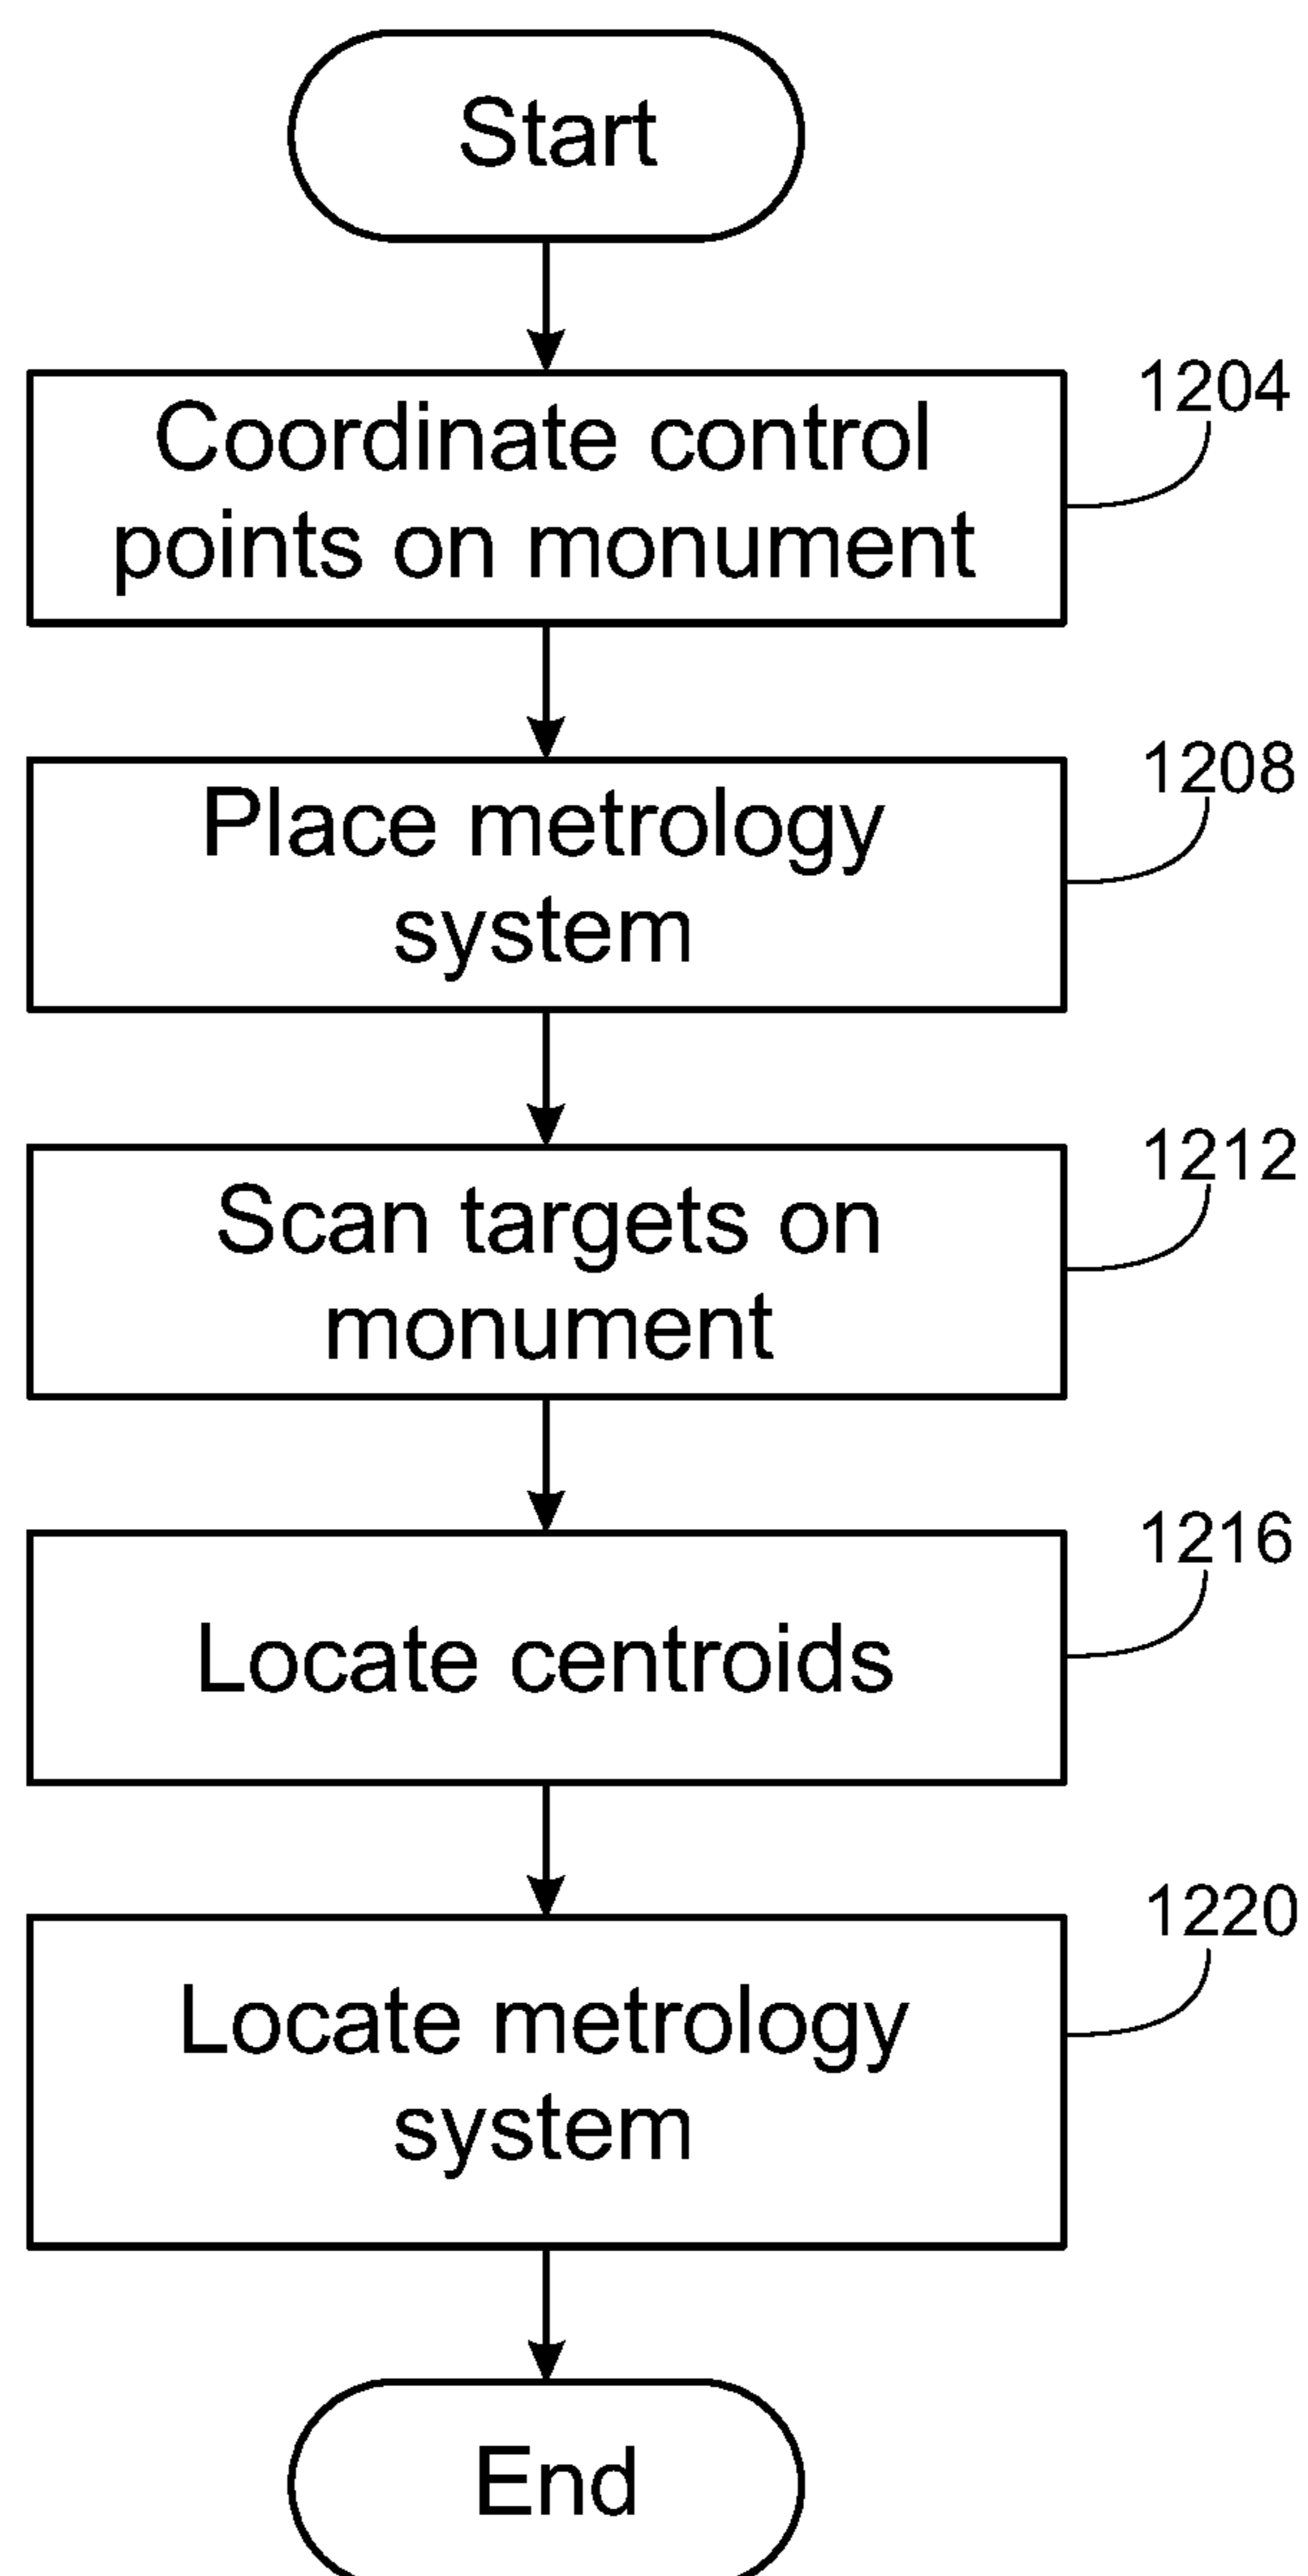 Start
Coordinate control
points on monument
1204
Place metrology
system
1208
Scan targets on
monument
1212
Locate centroids
1216
Locate metrology
system
1220
End